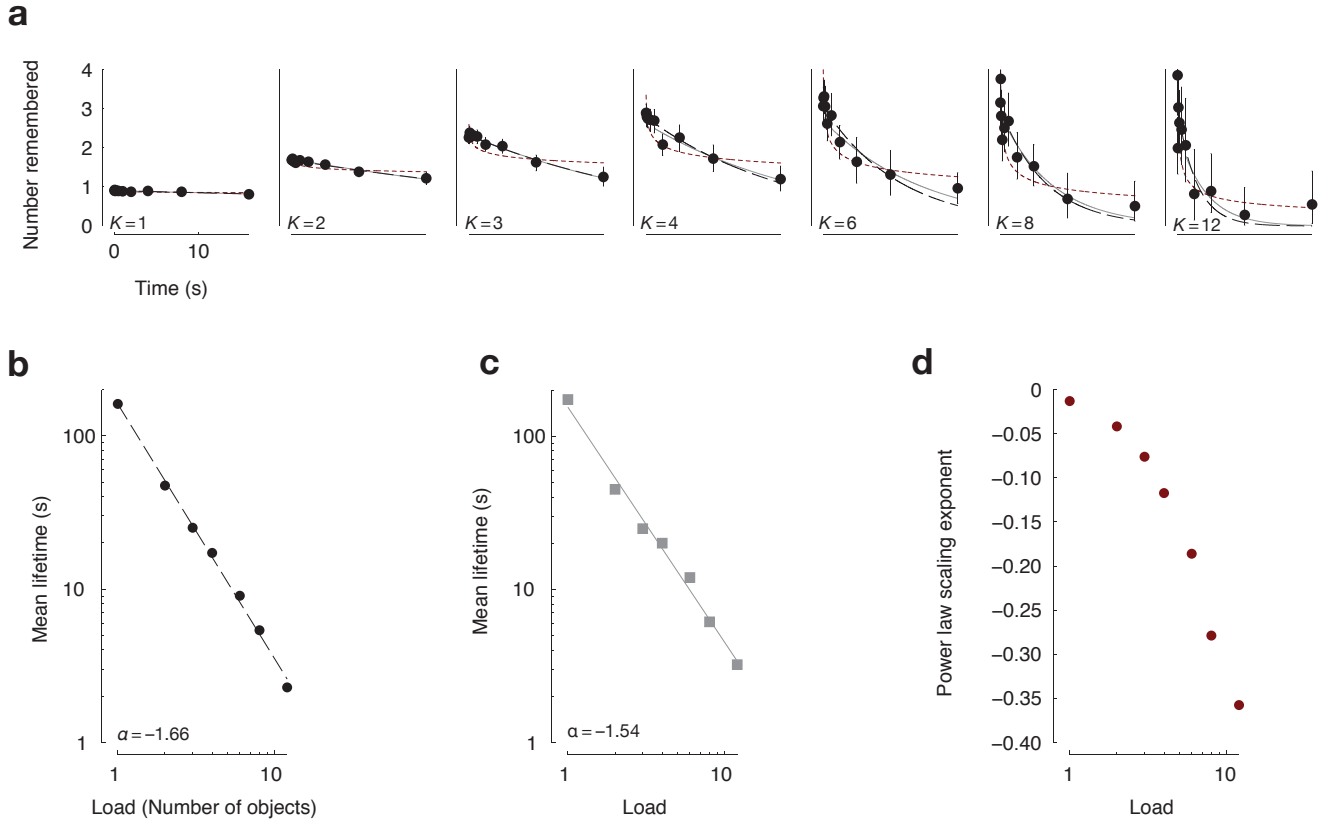 a
Number remembered
4
3
2
1
0
K=1
K=2
K=3
K=4
K=6
K=8
K=12
0 10
Time (s)
b
Mean lifetime (s)
100
10
1
α=−1.66
1 10
Load (Number of objects)
c
Mean lifetime (s)
100
10
1
α=−1.54
1 10
Load
d
Power law scaling exponent
0
−0.05
−0.10
−0.15
−0.20
−0.25
−0.30
−0.35
−0.40
1 10
Load